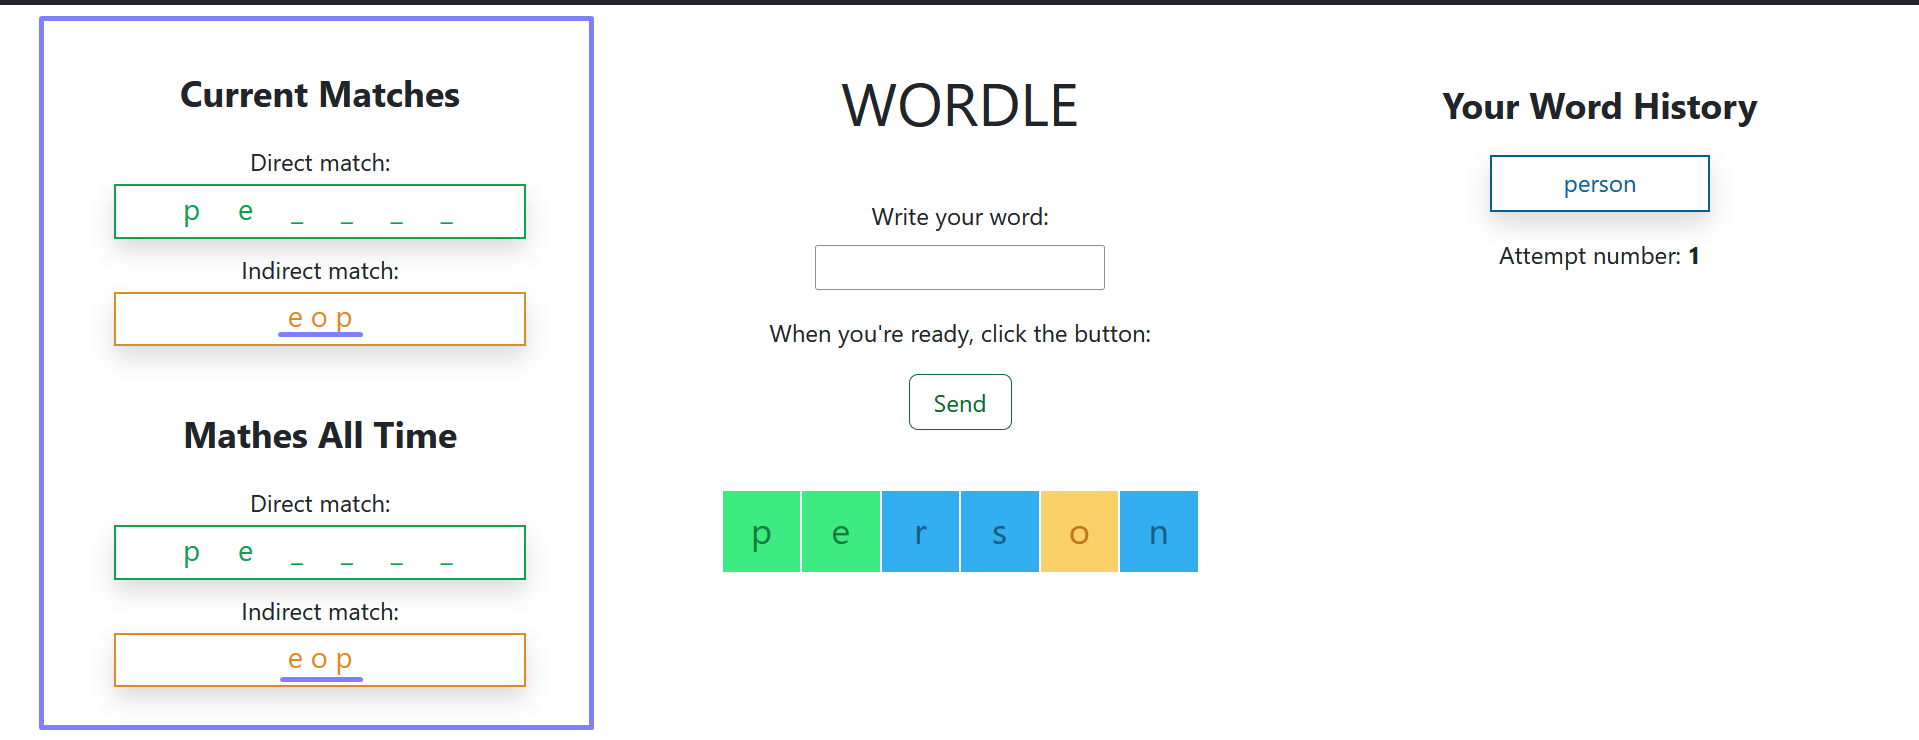 Current Matches
Direct match:
p e _ _ _ _
Indirect match:
e o p
Mathes All Time
Direct match:
p e _ _ _ _
Indirect match:
e o p
WORDLE
Write your word:
When you're ready, click the button:
Send
p e r s o n
Your Word History
person
Attempt number: 1